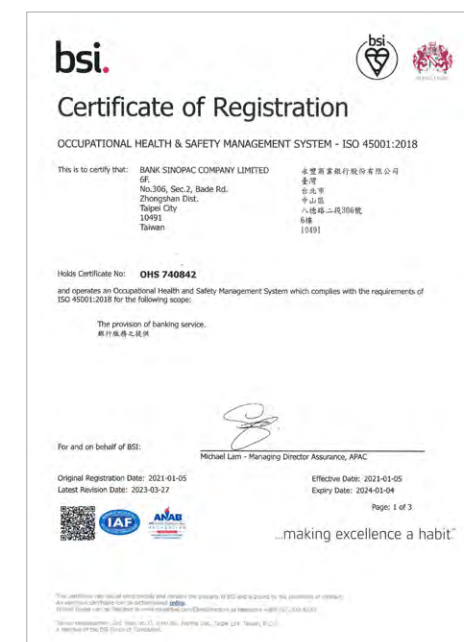 bsi.
bsi
Certificate of Registration
OCCUPATIONAL HEALTH & SAFETY MANAGEMENT SYSTEM - ISO 45001:2018
This is to certify that: BANK SINOPAC COMPANY LIMITED 永豐商業銀行股份有限公司
6F. 臺灣
No.306, Sec.2, Bade Rd. 台北市
Zhongshan Dist. 中山區
Taipei City 八德路二段306號
10491 6樓
Taiwan 10491
Holds Certificate No: OHS 740842
and operates an Occupational Health and Safety Management System which complies with the requirements of
ISO 45001:2018 for the following scope:
The provision of banking service.
銀行服務之提供
For and on behalf of BSI:
Michael Lam - Managing Director Assurance, APAC
Original Registration Date: 2021-01-05 Effective Date: 2021-01-05
Latest Revision Date: 2023-03-27 Expiry Date: 2024-01-04
Page: 1 of 3
IAF
ANAB
...making excellence a habit.™